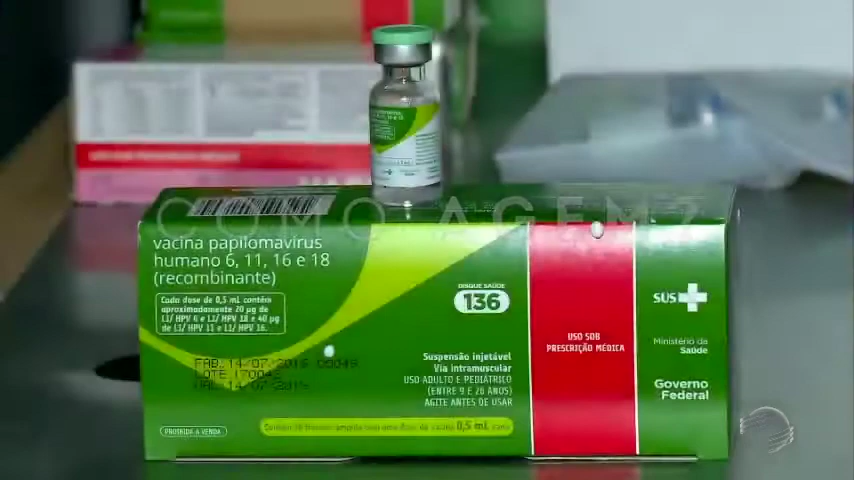 COMO AGEM?
vacina papilomavírus
humano 6, 11, 16 e 18
(recombinante)
Cada dose de 0,5 mL contém
aproximadamente 20 µg de
L1/ HPV 6 e L1/ HPV 18 e 40 µg
de L1/ HPV 11 e L1/ HPV 16.
LOTE
DISQUE SAÚDE
136
Suspensão injetável
Via intramuscular
USO ADULTO E PEDIÁTRICO
(ENTRE 9 E 26 ANOS)
AGITE ANTES DE USAR
PROIBIDA A VENDA
0,5 mL
USO SOB
PRESCRIÇÃO MÉDICA
SUS
Ministério da
Saúde
Governo
Federal